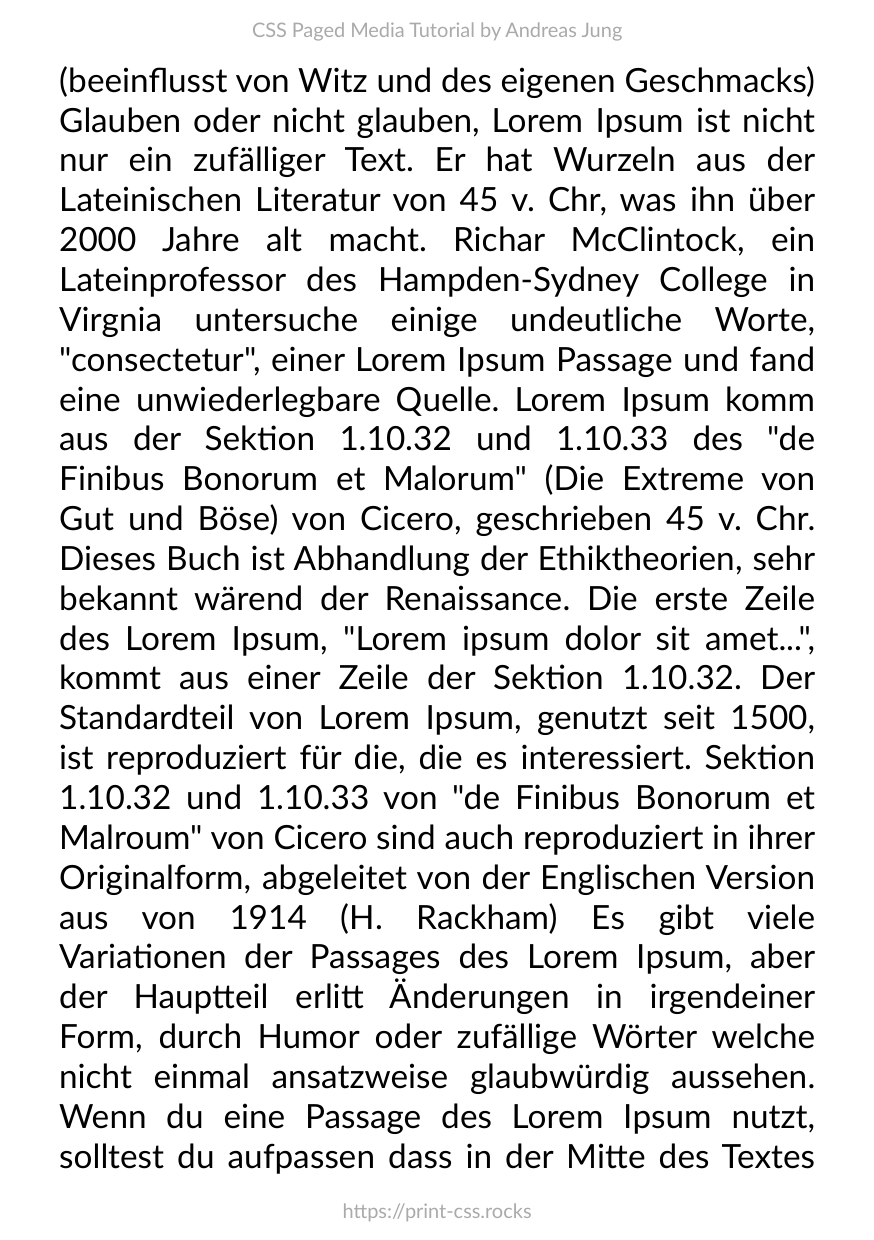 CSS Paged Media Tutorial by Andreas Jung
(beeinflusst von Witz und des eigenen Geschmacks)
Glauben oder nicht glauben, Lorem Ipsum ist nicht
nur ein zufälliger Text. Er hat Wurzeln aus der
Lateinischen Literatur von 45 v. Chr, was ihn über
2000 Jahre alt macht. Richar McClintock, ein
Lateinprofessor des Hampden-Sydney College in
Virgnia untersuche einige undeutliche Worte,
"consectetur", einer Lorem Ipsum Passage und fand
eine unwiederlegbare Quelle. Lorem Ipsum komm
aus der Sektion 1.10.32 und 1.10.33 des "de
Finibus Bonorum et Malorum" (Die Extreme von
Gut und Böse) von Cicero, geschrieben 45 v. Chr.
Dieses Buch ist Abhandlung der Ethiktheorien, sehr
bekannt wärend der Renaissance. Die erste Zeile
des Lorem Ipsum, "Lorem ipsum dolor sit amet...",
kommt aus einer Zeile der Sektion 1.10.32. Der
Standardteil von Lorem Ipsum, genutzt seit 1500,
ist reproduziert für die, die es interessiert. Sektion
1.10.32 und 1.10.33 von "de Finibus Bonorum et
Malroum" von Cicero sind auch reproduziert in ihrer
Originalform, abgeleitet von der Englischen Version
aus von 1914 (H. Rackham) Es gibt viele
Variationen der Passages des Lorem Ipsum, aber
der Hauptteil erlitt Änderungen in irgendeiner
Form, durch Humor oder zufällige Wörter welche
nicht einmal ansatzweise glaubwürdig aussehen.
Wenn du eine Passage des Lorem Ipsum nutzt,
solltest du aufpassen dass in der Mitte des Textes
https://print-css.rocks